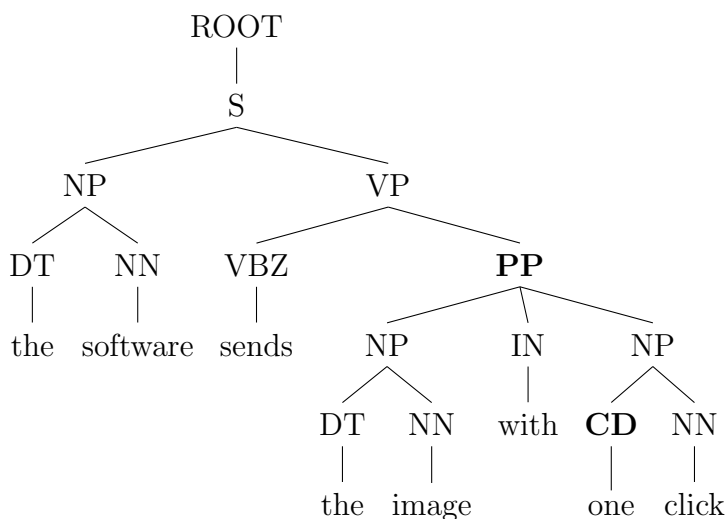 ROOT
S
NP VP
DT NN VBZ PP
the software sends NP IN NP
DT NN with CD NN
the image one click